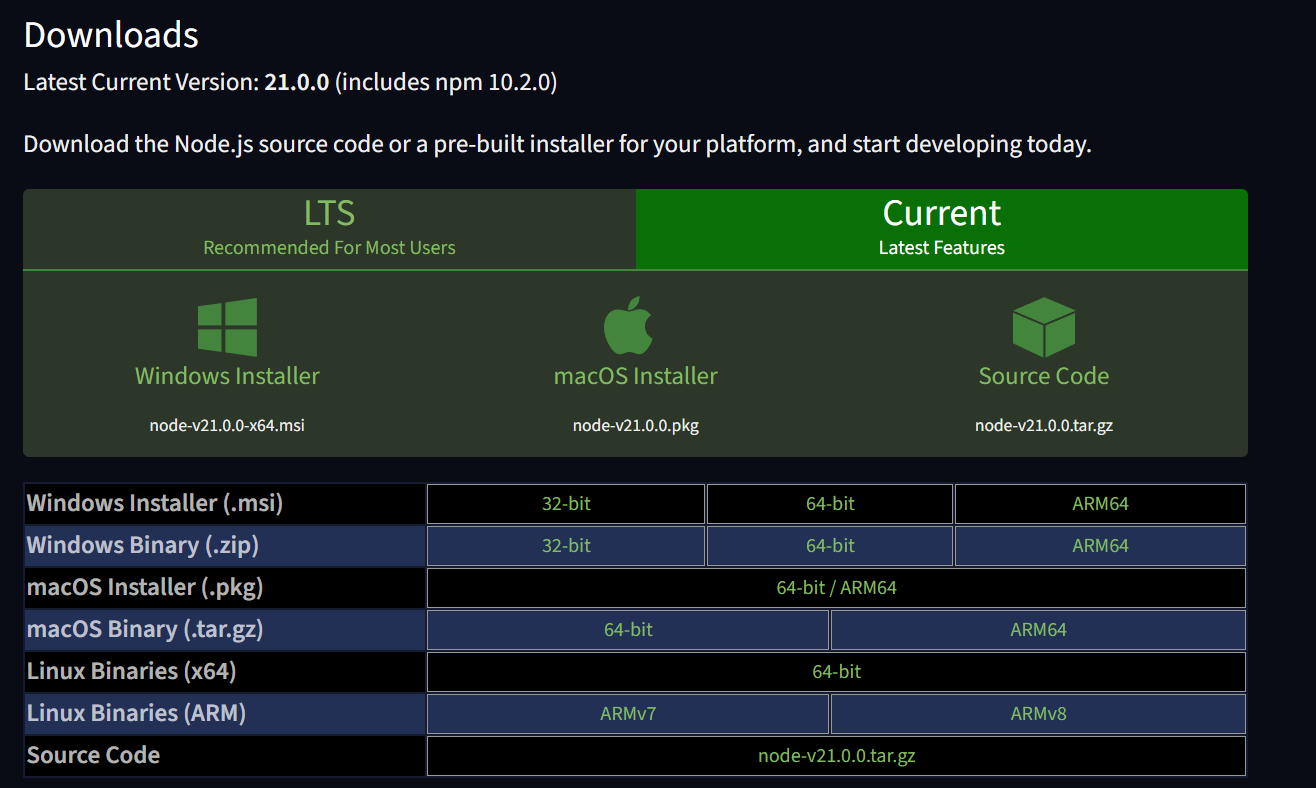 Downloads
Latest Current Version: 21.0.0 (includes npm 10.2.0)
Download the Node.js source code or a pre-built installer for your platform, and start developing today.
LTS
Recommended For Most Users
Current
Latest Features
Windows Installer
node-v21.0.0-x64.msi
macOS Installer
node-v21.0.0.pkg
Source Code
node-v21.0.0.tar.gz
Windows Installer (.msi) 32-bit 64-bit ARM64
Windows Binary (.zip) 32-bit 64-bit ARM64
macOS Installer (.pkg) 64-bit / ARM64
macOS Binary (.tar.gz) 64-bit ARM64
Linux Binaries (x64) 64-bit
Linux Binaries (ARM) ARMv7 ARMv8
Source Code node-v21.0.0.tar.gz